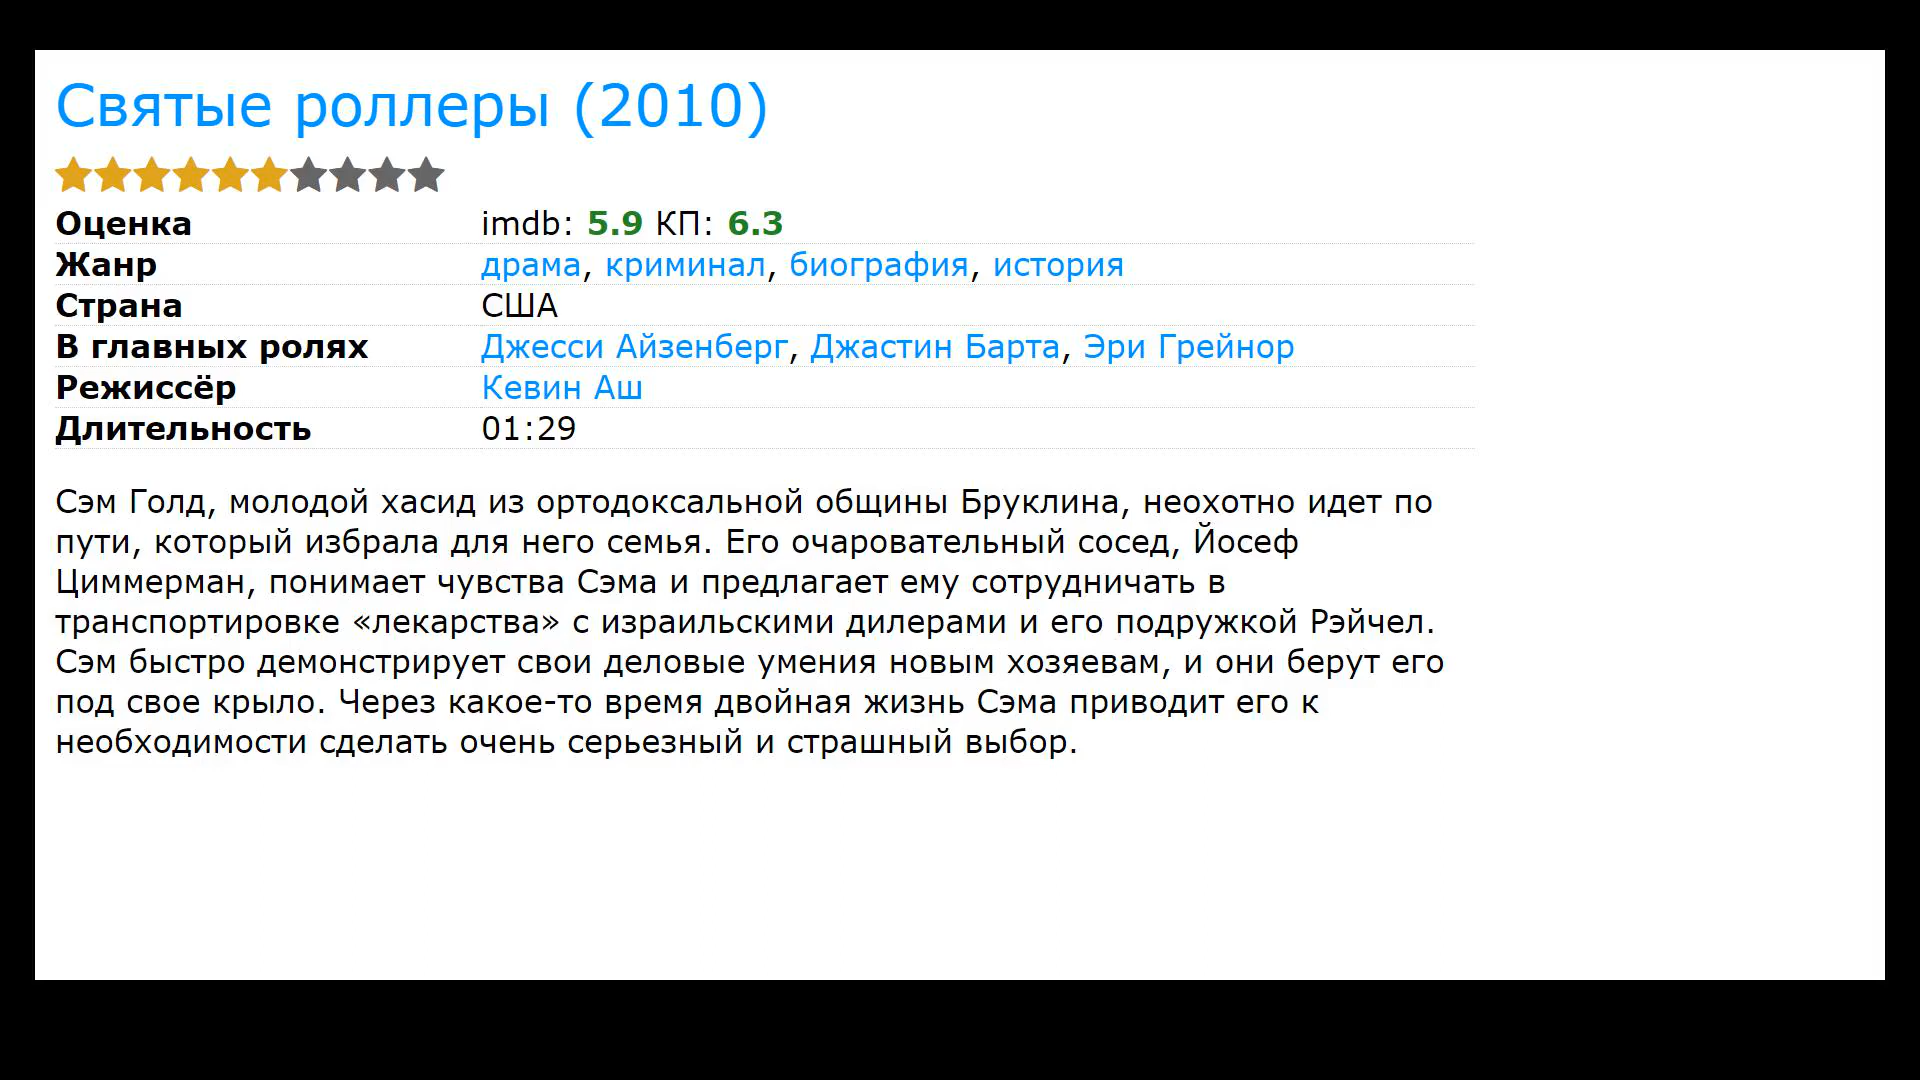 Святые роллеры (2010)
Оценка imdb: 5.9 КП: 6.3
Жанр драма, криминал, биография, история
Страна США
В главных ролях Джесси Айзенберг, Джастин Барта, Эри Грейнор
Режиссёр Кевин Аш
Длительность 01:29
Сэм Голд, молодой хасид из ортодоксальной общины Бруклина, неохотно идет по
пути, который избрала для него семья. Его очаровательный сосед, Йосеф
Циммерман, понимает чувства Сэма и предлагает ему сотрудничать в
транспортировке «лекарства» с израильскими дилерами и его подружкой Рэйчел.
Сэм быстро демонстрирует свои деловые умения новым хозяевам, и они берут его
под свое крыло. Через какое-то время двойная жизнь Сэма приводит его к
необходимости сделать очень серьезный и страшный выбор.